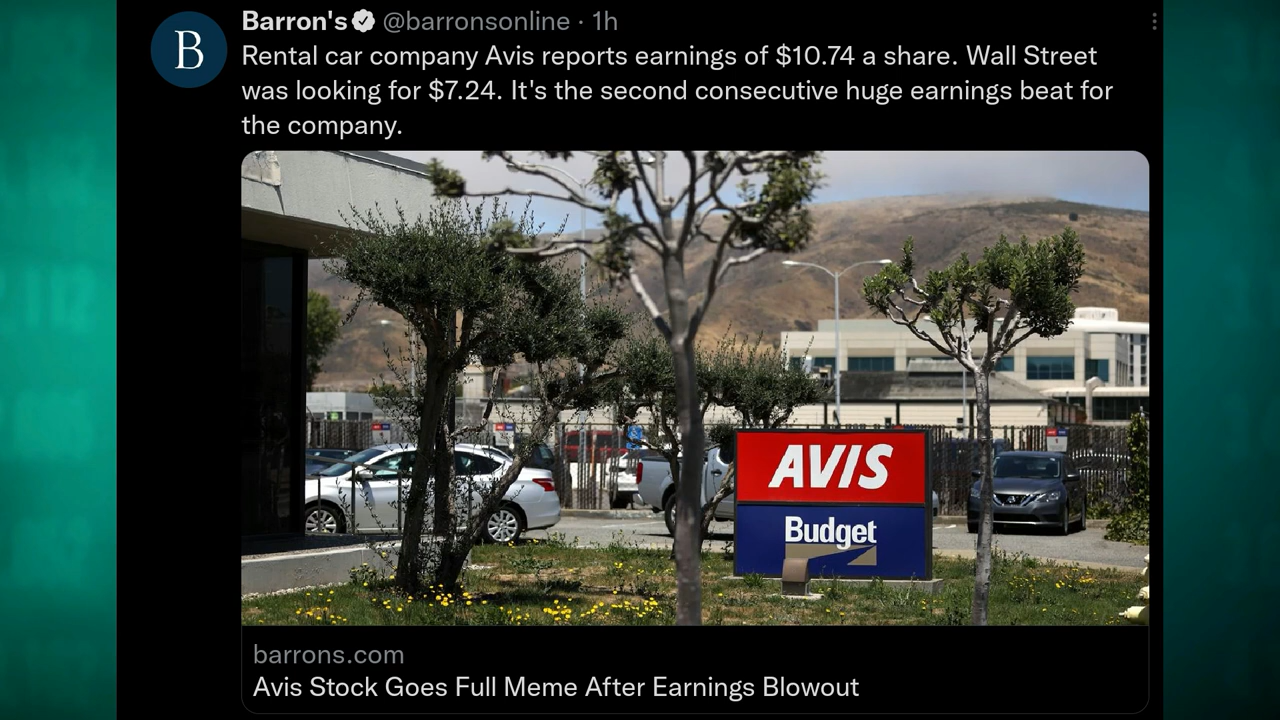 B
Barron's @barronsonline · 1h
Rental car company Avis reports earnings of $10.74 a share. Wall Street
was looking for $7.24. It's the second consecutive huge earnings beat for
the company.
AVIS
Budget
barrons.com
Avis Stock Goes Full Meme After Earnings Blowout